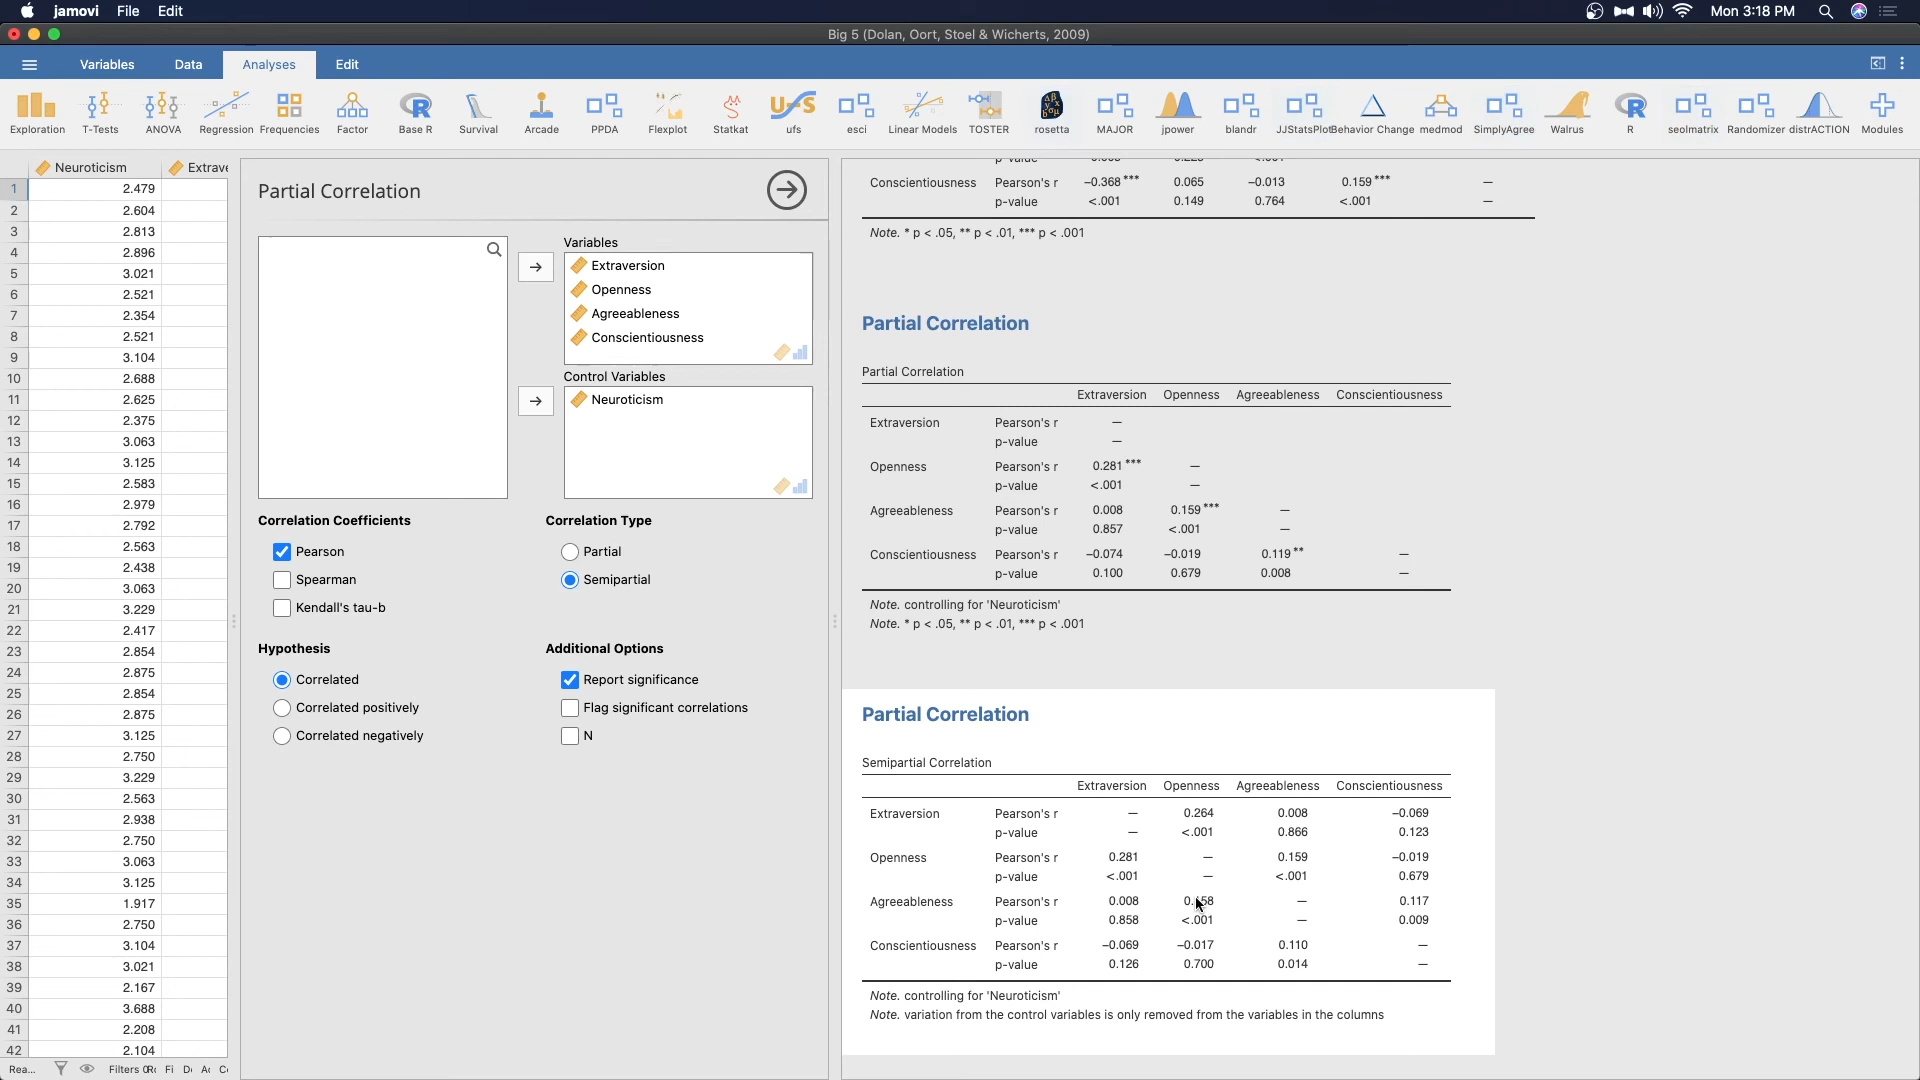 jamovi File Edit Mon 3:18 PM
Big 5 (Dolan, Oort, Stoel & Wicherts, 2009)
Variables Data Analyses Edit
Exploration T-Tests ANOVA Regression Frequencies Factor Base R Survival Arcade PPDA Flexplot Statkat ufs esci Linear Models TOSTER rosetta MAJOR jpower blandr JJStatsPlot Behavior Change medmod SimplyAgree Walrus R seolmatrix Randomizer distrACTION Modules
Neuroticism Extrave
1 2.479
2 2.604
3 2.813
4 2.896
5 3.021
6 2.521
7 2.354
8 2.521
9 3.104
10 2.688
11 2.625
12 2.375
13 3.063
14 3.125
15 2.583
16 2.979
17 2.792
18 2.563
19 2.438
20 3.063
21 3.229
22 2.417
23 2.854
24 2.875
25 2.854
26 2.875
27 3.125
28 2.750
29 3.229
30 2.563
31 2.938
32 2.750
33 3.063
34 3.125
35 1.917
36 2.750
37 3.104
38 3.021
39 2.167
40 3.688
41 2.208
42 2.104
Rea... Filters 0
Partial Correlation
Variables
Extraversion
Openness
Agreeableness
Conscientiousness
Control Variables
Neuroticism
Correlation Coefficients
Pearson
Spearman
Kendall's tau-b
Correlation Type
Partial
Semipartial
Hypothesis
Correlated
Correlated positively
Correlated negatively
Additional Options
Report significance
Flag significant correlations
N
Conscientiousness Pearson's r −0.368 *** 0.065 −0.013 0.159 *** —
p-value <.001 0.149 0.764 <.001 —
Note. * p < .05, ** p < .01, *** p < .001
Partial Correlation
Partial Correlation
Extraversion Openness Agreeableness Conscientiousness
Extraversion Pearson's r —
p-value —
Openness Pearson's r 0.281 *** —
p-value <.001 —
Agreeableness Pearson's r 0.008 0.159 *** —
p-value 0.857 <.001 —
Conscientiousness Pearson's r −0.074 −0.019 0.119 ** —
p-value 0.100 0.679 0.008 —
Note. controlling for 'Neuroticism'
Note. * p < .05, ** p < .01, *** p < .001
Partial Correlation
Semipartial Correlation
Extraversion Openness Agreeableness Conscientiousness
Extraversion Pearson's r — 0.264 0.008 −0.069
p-value — <.001 0.866 0.123
Openness Pearson's r 0.281 — 0.159 −0.019
p-value <.001 — <.001 0.679
Agreeableness Pearson's r 0.008 0.158 — 0.117
p-value 0.858 <.001 — 0.009
Conscientiousness Pearson's r −0.069 −0.017 0.110 —
p-value 0.126 0.700 0.014 —
Note. controlling for 'Neuroticism'
Note. variation from the control variables is only removed from the variables in the columns